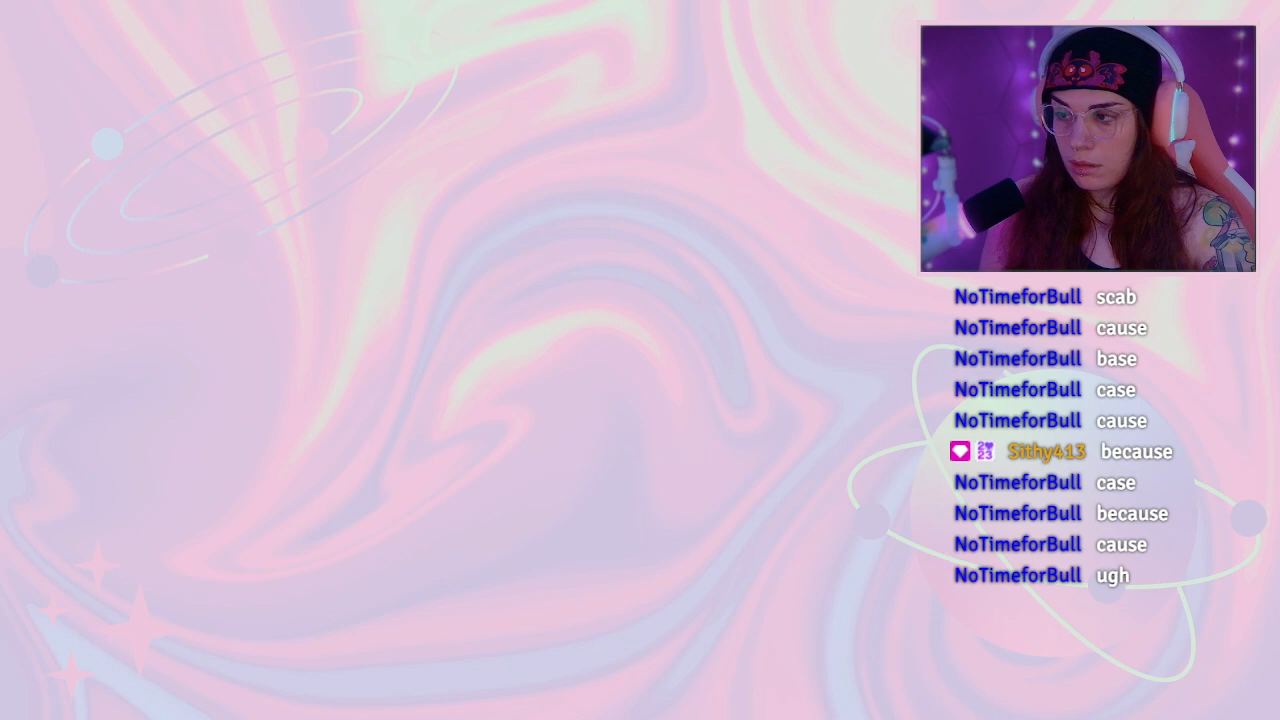 NoTimeforBull scab
NoTimeforBull cause
NoTimeforBull base
NoTimeforBull case
NoTimeforBull cause
2023 Sithy413 because
NoTimeforBull case
NoTimeforBull because
NoTimeforBull cause
NoTimeforBull ugh